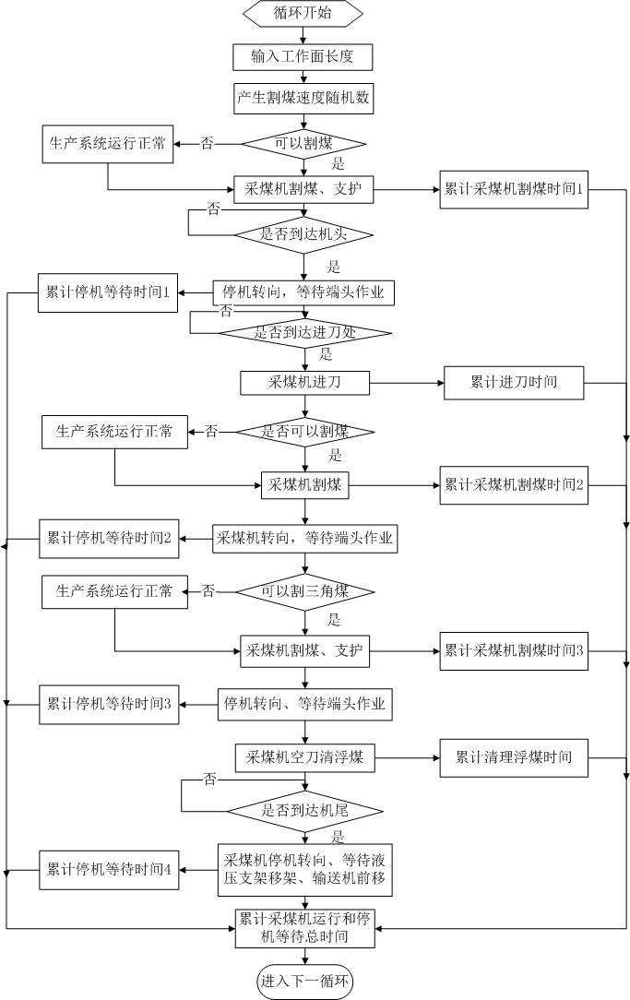 循环开始
输入工作面长度
产生割煤速度随机数
生产系统运行正常
否
可以割煤
是
采煤机割煤、支护
累计采煤机割煤时间1
否
是否到达机头
是
累计停机等待时间1
停机转向，等待端头作业
否
是否到达进刀处
是
采煤机进刀
累计进刀时间
生产系统运行正常
否
是否可以割煤
是
采煤机割煤
累计采煤机割煤时间2
累计停机等待时间2
采煤机转向，等待端头作业
生产系统运行正常
否
可以割三角煤
是
采煤机割煤、支护
累计采煤机割煤时间3
累计停机等待时间3
停机转向、等待端头作业
采煤机空刀清浮煤
累计清理浮煤时间
否
是否到达机尾
是
累计停机等待时间4
采煤机停机转向、等待液
压支架移架、输送机前移
累计采煤机运行和停
机等待总时间
进入下一循环